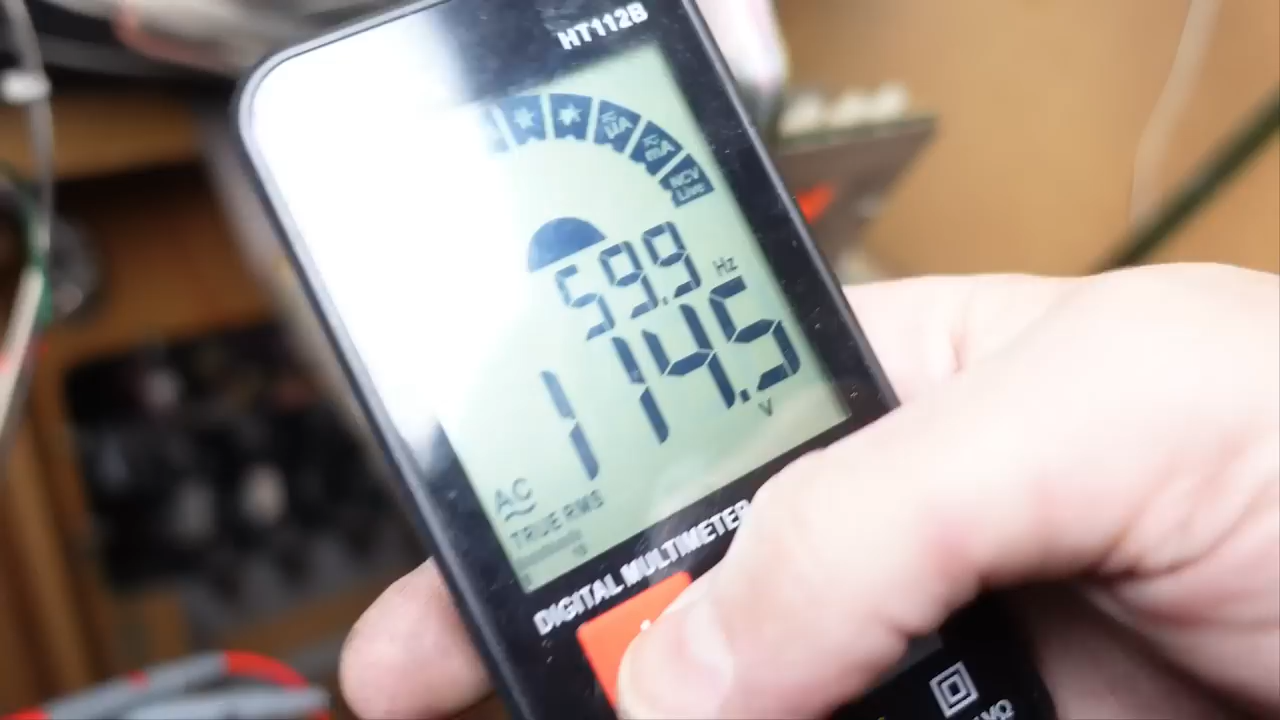 HT112B
μA
mA
NCV
Live
59.9 Hz
114.5
V
AC
TRUE RMS
DIGITAL MULTIMETER